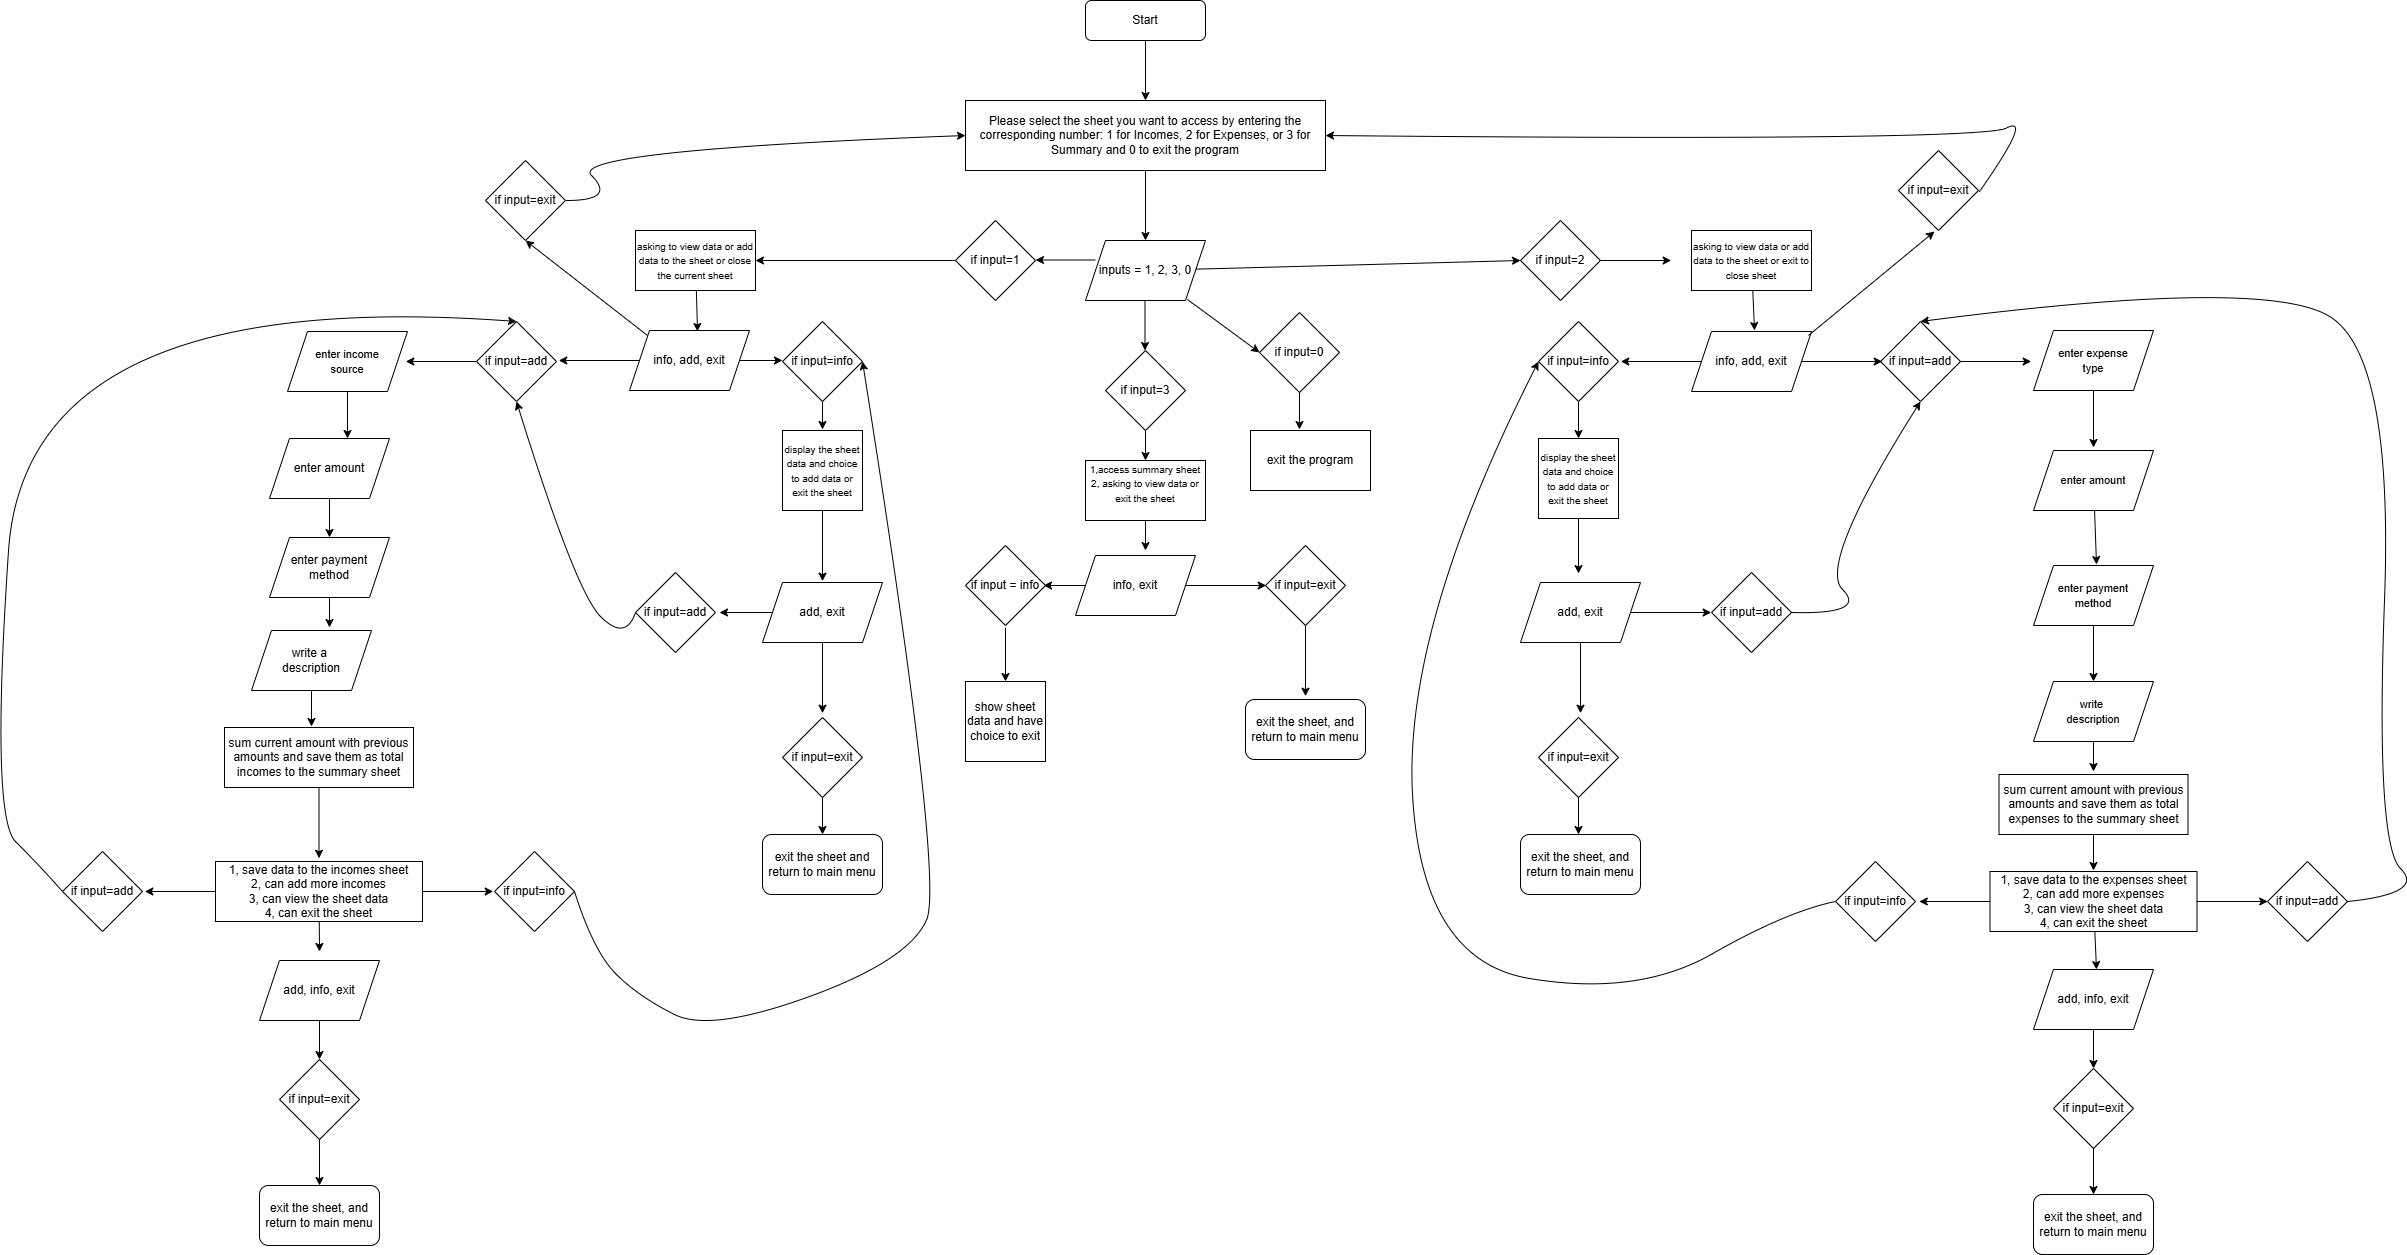 Start
Please select the sheet you want to access by entering the
corresponding number: 1 for Incomes, 2 for Expenses, or 3 for
Summary and 0 to exit the program
if input=exit
if input=exit
asking to view data or add
data to the sheet or close
the current sheet
if input=1
inputs = 1, 2, 3, 0
if input=2
asking to view data or add
data to the sheet or exit to
close sheet
enter income
source
if input=add
info, add, exit
if input=info
if input=3
if input=0
if input=info
info, add, exit
if input=add
enter expense
type
enter amount
display the sheet
data and choice
to add data or
exit the sheet
1,access summary sheet
2, asking to view data or
exit the sheet
exit the program
display the sheet
data and choice
to add data or
exit the sheet
enter amount
enter payment
method
if input = info
info, exit
if input=exit
enter payment
method
if input=add
add, exit
add, exit
if input=add
write a
description
show sheet
data and have
choice to exit
exit the sheet, and
return to main menu
write
description
sum current amount with previous
amounts and save them as total
incomes to the summary sheet
if input=exit
if input=exit
sum current amount with previous
amounts and save them as total
expenses to the summary sheet
exit the sheet and
return to main menu
exit the sheet, and
return to main menu
if input=add
1, save data to the incomes sheet
2, can add more incomes
3, can view the sheet data
4, can exit the sheet
if input=info
if input=info
1, save data to the expenses sheet
2, can add more expenses
3, can view the sheet data
4, can exit the sheet
if input=add
add, info, exit
add, info, exit
if input=exit
if input=exit
exit the sheet, and
return to main menu
exit the sheet, and
return to main menu